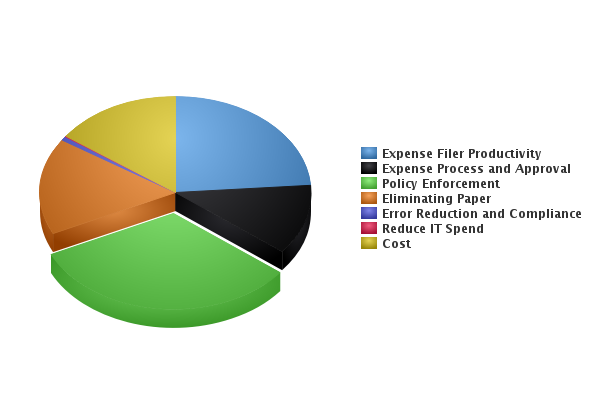 Expense Filer Productivity
Expense Process and Approval
Policy Enforcement
Eliminating Paper
Error Reduction and Compliance
Reduce IT Spend
Cost